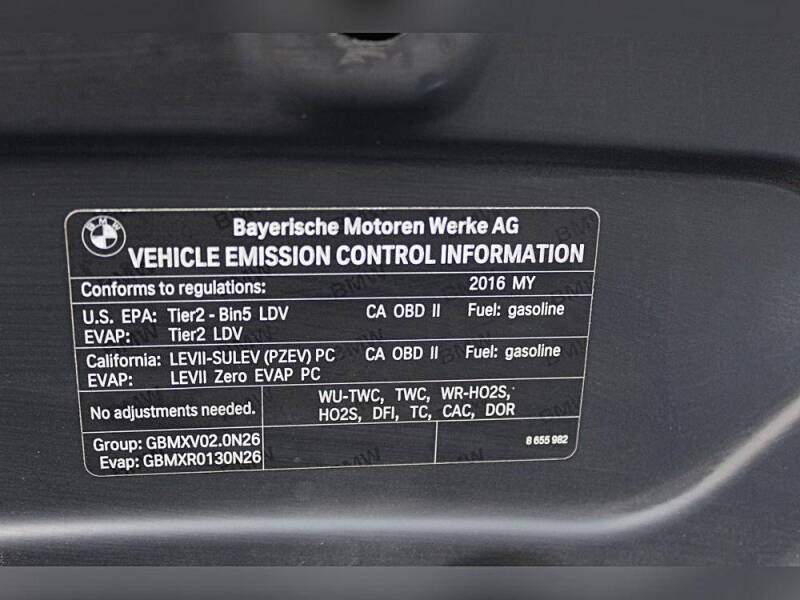 BMW
Bayerische Motoren Werke AG
VEHICLE EMISSION CONTROL INFORMATION
Conforms to regulations: 2016 MY
U.S. EPA: Tier2 - Bin5 LDV CA OBD II Fuel: gasoline
EVAP: Tier2 LDV
California: LEVII-SULEV (PZEV) PC CA OBD II Fuel: gasoline
EVAP: LEVII Zero EVAP PC
No adjustments needed.
WU-TWC, TWC, WR-HO2S,
HO2S, DFI, TC, CAC, DOR
Group: GBMXV02.0N26
Evap: GBMXR0130N26
8 655 982